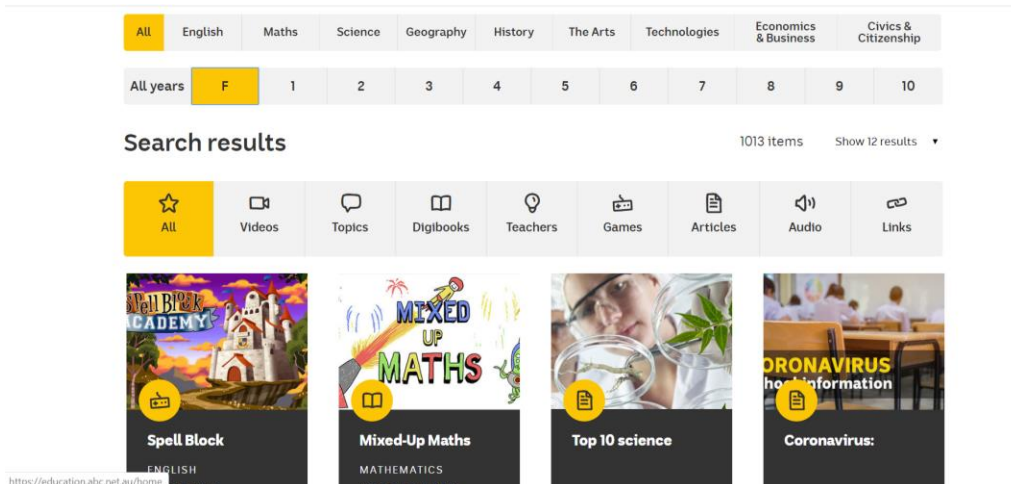 All English Maths Science Geography History The Arts Technologies Economics & Business Civics & Citizenship
All years F 1 2 3 4 5 6 7 8 9 10
Search results 1013 items Show 12 results
All Videos Topics Digibooks Teachers Games Articles Audio Links
SPELL BLOCK
ACADEMY
MIXED
UP
MATHS
ORONAVIRUS
information
Spell Block Mixed-Up Maths Top 10 science Coronavirus:
ENGLISH MATHEMATICS
https://education.abc.net.au/home